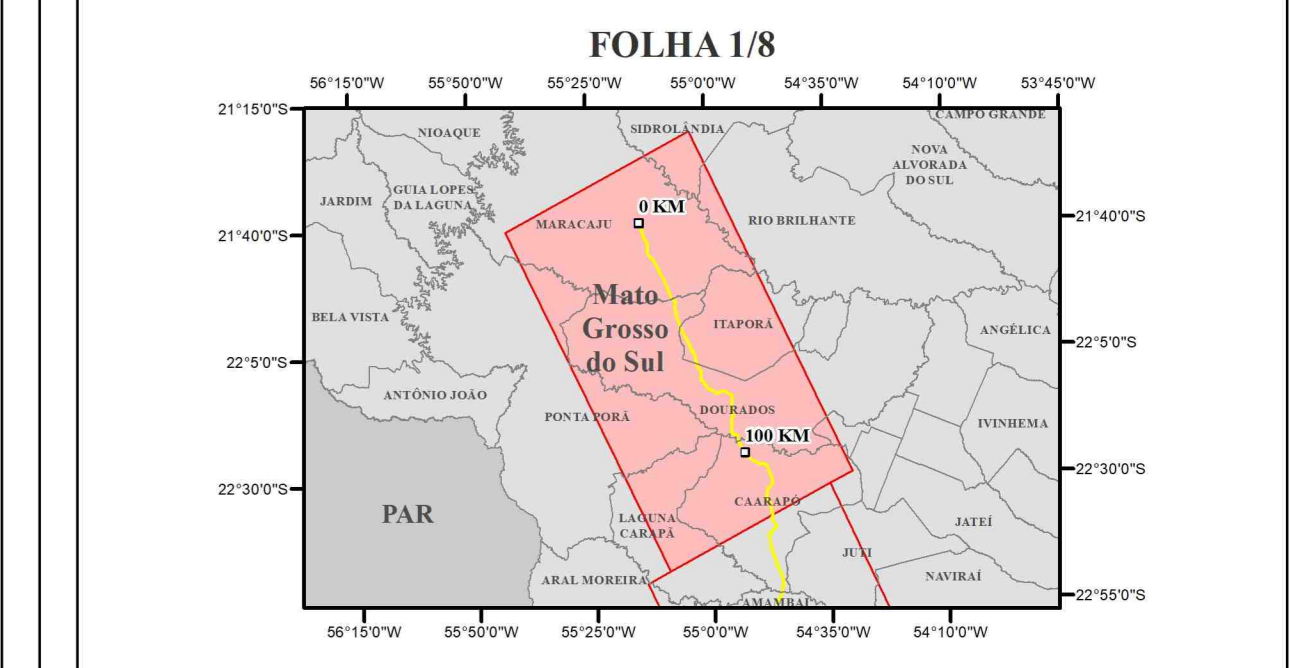 FOLHA 1/8
56°15'0"W 55°50'0"W 55°25'0"W 55°0'0"W 54°35'0"W 54°10'0"W 53°45'0"W
21°15'0"S
CAMPO GRANDE
NIOAQUE
SIDROLÂNDIA
NOVA
ALVORADA
DO SUL
JARDIM
GUIA LOPES
DA LAGUNA
0 KM
MARACAJU
RIO BRILHANTE
21°40'0"S
21°40'0"S
Mato
Grosso
do Sul
BELA VISTA
ITAPORÃ
ANGÉLICA
22°5'0"S
22°5'0"S
ANTÔNIO JOÃO
PONTA PORÃ
DOURADOS
IVINHEMA
100 KM
22°30'0"S
22°30'0"S
CAARAPÓ
PAR
LAGUNA
CARAPÃ
JATEÍ
JUTI
ARAL MOREIRA
NAVIRAÍ
22°55'0"S
AMAMBAI
56°15'0"W 55°50'0"W 55°25'0"W 55°0'0"W 54°35'0"W 54°10'0"W